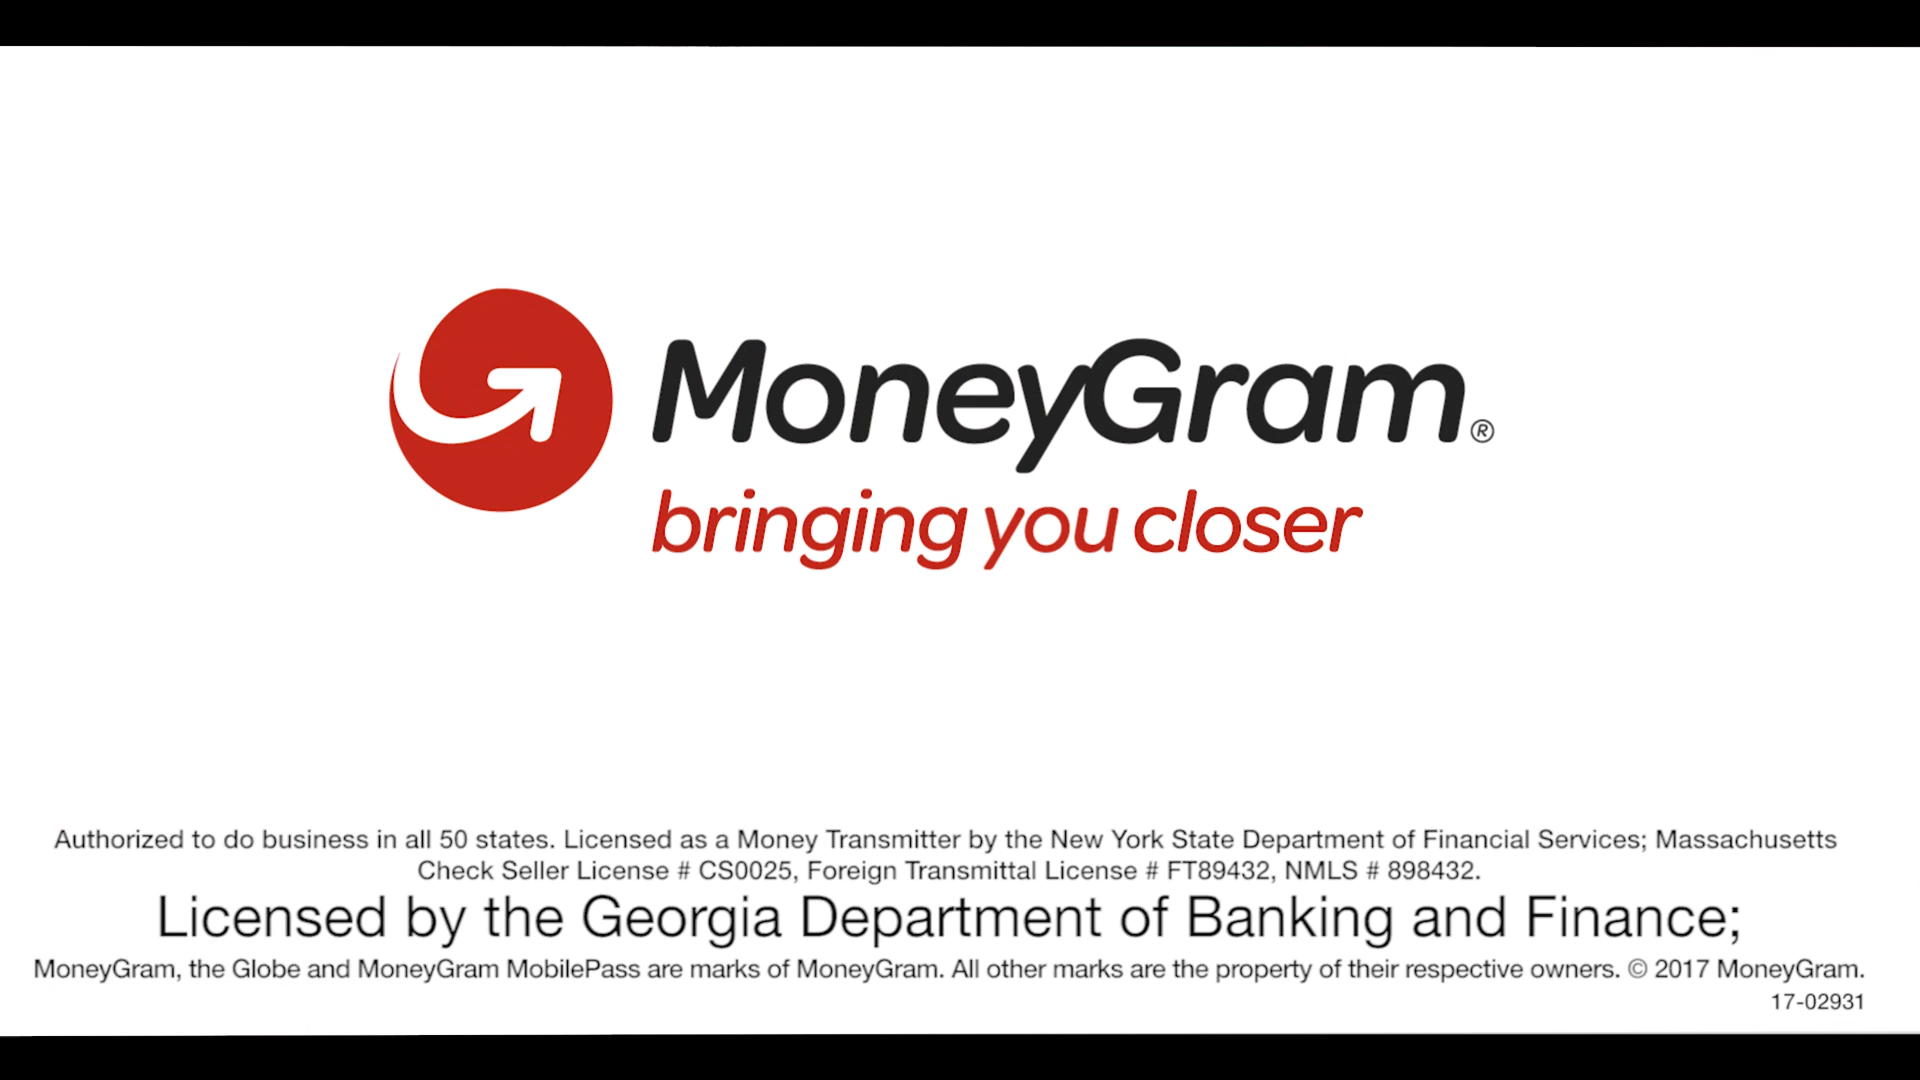 MoneyGram®
bringing you closer
Authorized to do business in all 50 states. Licensed as a Money Transmitter by the New York State Department of Financial Services; Massachusetts
Check Seller License # CS0025, Foreign Transmittal License # FT89432, NMLS # 898432.
Licensed by the Georgia Department of Banking and Finance;
MoneyGram, the Globe and MoneyGram MobilePass are marks of MoneyGram. All other marks are the property of their respective owners. © 2017 MoneyGram.
17-02931